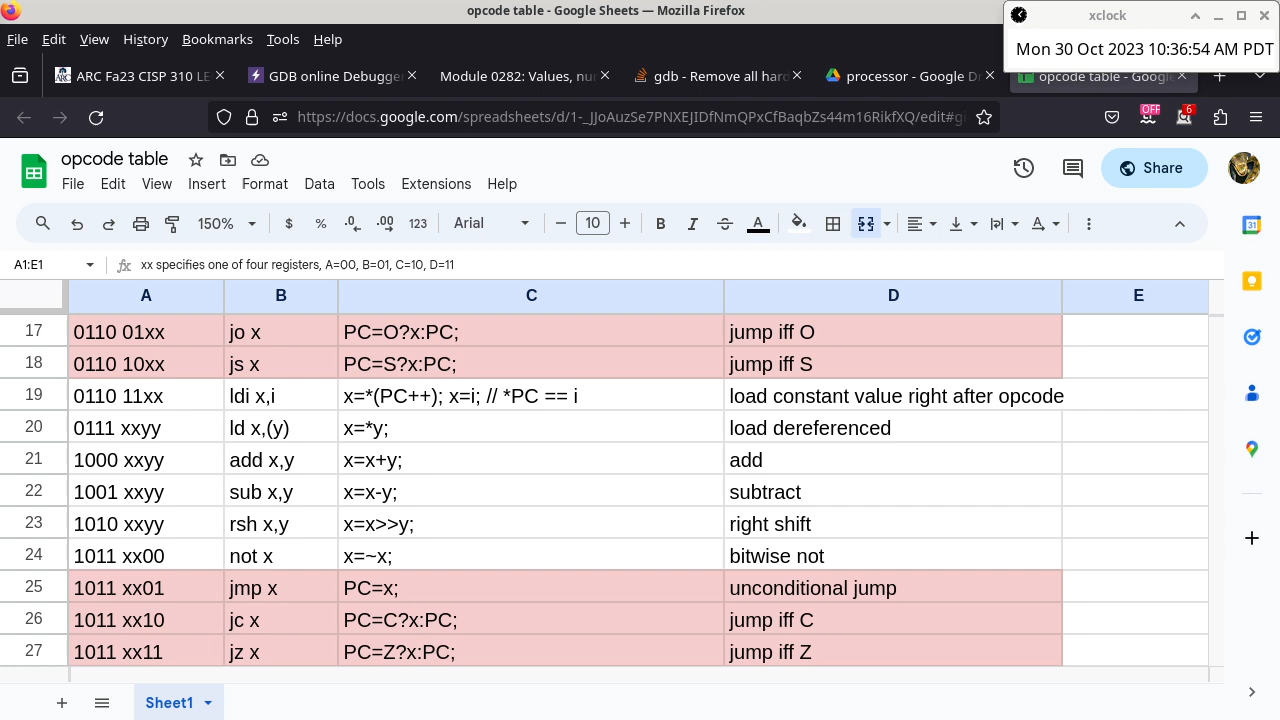 opcode table - Google Sheets — Mozilla Firefox
xclock
Mon 30 Oct 2023 10:36:54 AM PDT
File Edit View History Bookmarks Tools Help
ARC Fa23 CISP 310 LE
GDB online Debugger
Module 0282: Values, nu
gdb - Remove all hard
processor - Google D
opcode table - Google
https://docs.google.com/spreadsheets/d/1-_JJoAuzSe7PNXEJIDfNmQPxCfBaqbZs44m16RikfXQ/edit#g
OFF
6
opcode table
File Edit View Insert Format Data Tools Extensions Help
Share
150% $ % .0 .00 123 Arial 10 B I S A
A1:E1 fx xx specifies one of four registers, A=00, B=01, C=10, D=11
A B C D E
17 0110 01xx jo x PC=O?x:PC; jump iff O
18 0110 10xx js x PC=S?x:PC; jump iff S
19 0110 11xx ldi x,i x=*(PC++); x=i; // *PC == i load constant value right after opcode
20 0111 xxyy ld x,(y) x=*y; load dereferenced
21 1000 xxyy add x,y x=x+y; add
22 1001 xxyy sub x,y x=x-y; subtract
23 1010 xxyy rsh x,y x=x>>y; right shift
24 1011 xx00 not x x=~x; bitwise not
25 1011 xx01 jmp x PC=x; unconditional jump
26 1011 xx10 jc x PC=C?x:PC; jump iff C
27 1011 xx11 jz x PC=Z?x:PC; jump iff Z
Sheet1